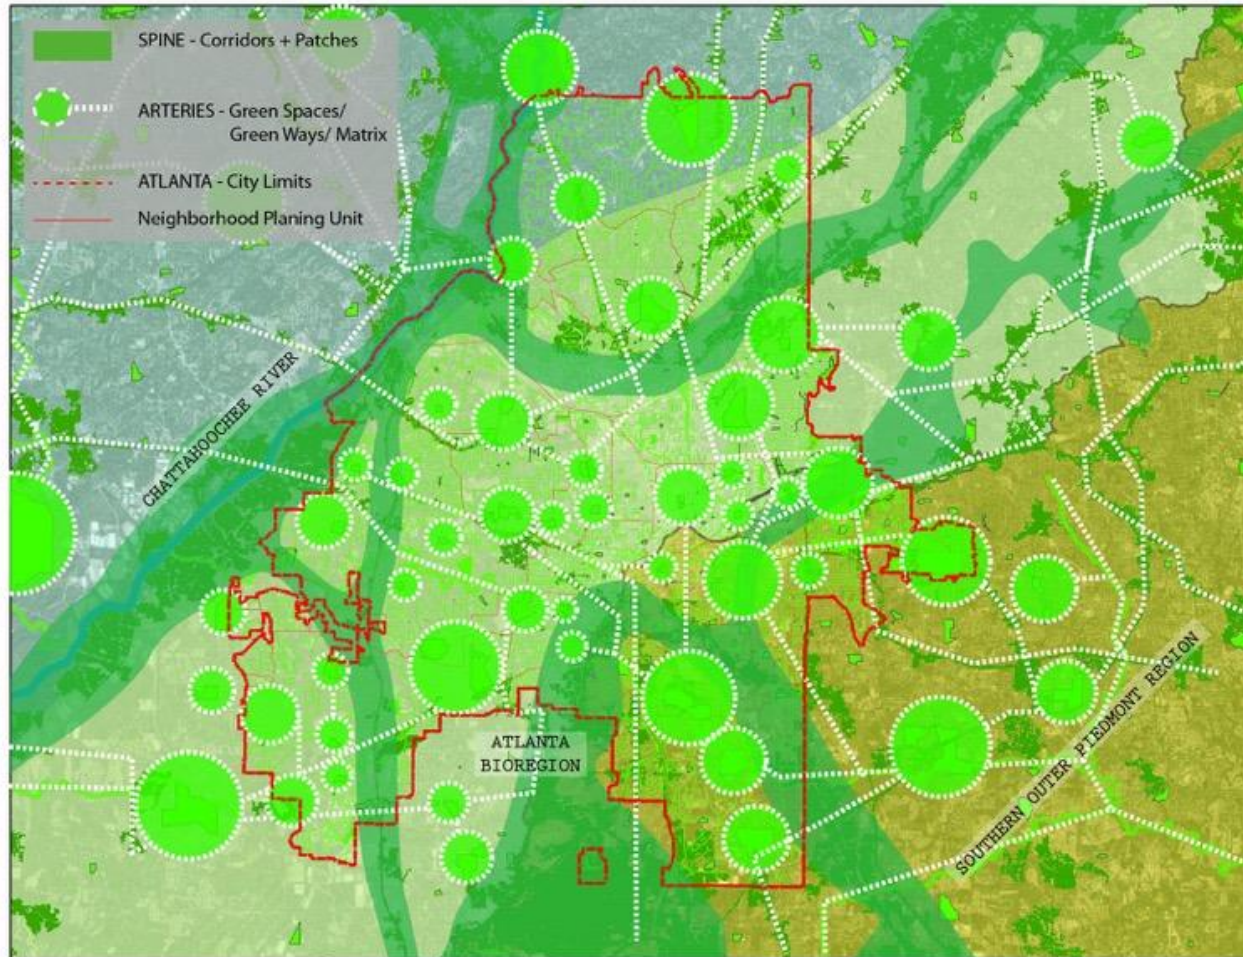 SPINE - Corridors + Patches
ARTERIES - Green Spaces/
Green Ways/ Matrix
ATLANTA - City Limits
Neighborhood Planing Unit
CHATTAHOOCHEE RIVER
ATLANTA
BIOREGION
SOUTHERN OUTER PIEDMONT REGION